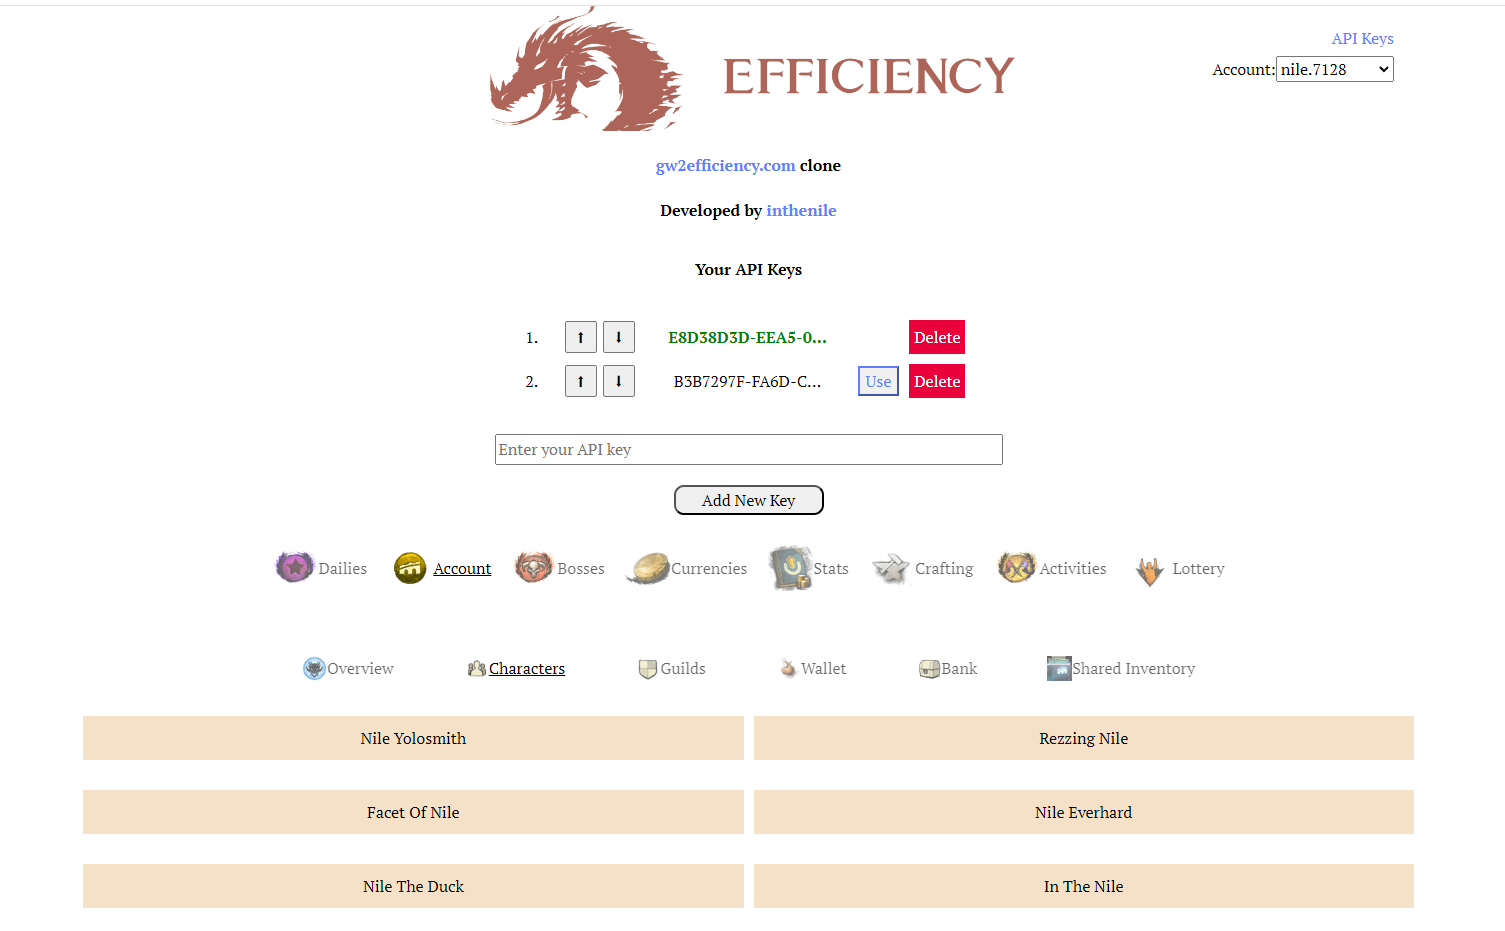 EFFICIENCY
API Keys
Account: nile.7128
gw2efficiency.com clone
Developed by inthenile
Your API Keys
1. ⭡ ⭣ E8D38D3D-EEA5-0... Delete
2. ⭡ ⭣ B3B7297F-FA6D-C... Use Delete
Enter your API key
Add New Key
Dailies Account Bosses Currencies Stats Crafting Activities Lottery
Overview Characters Guilds Wallet Bank Shared Inventory
Nile Yolosmith Rezzing Nile
Facet Of Nile Nile Everhard
Nile The Duck In The Nile